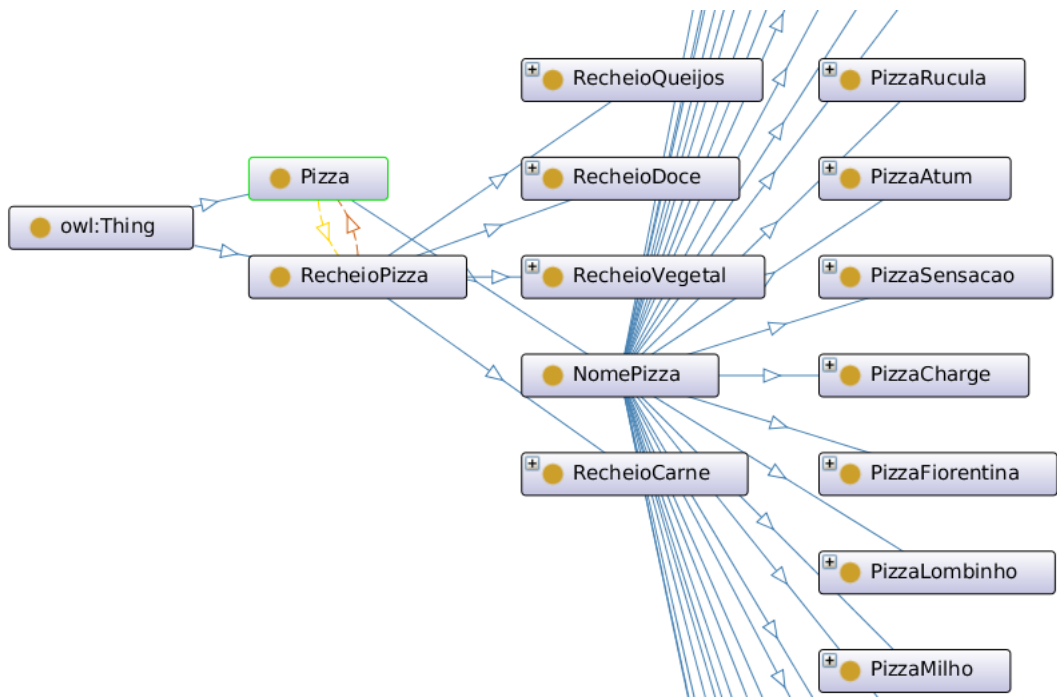 owl:Thing
Pizza
RecheioPizza
RecheioQueijos
RecheioDoce
RecheioVegetal
NomePizza
RecheioCarne
PizzaRucula
PizzaAtum
PizzaSensacao
PizzaCharge
PizzaFiorentina
PizzaLombinho
PizzaMilho